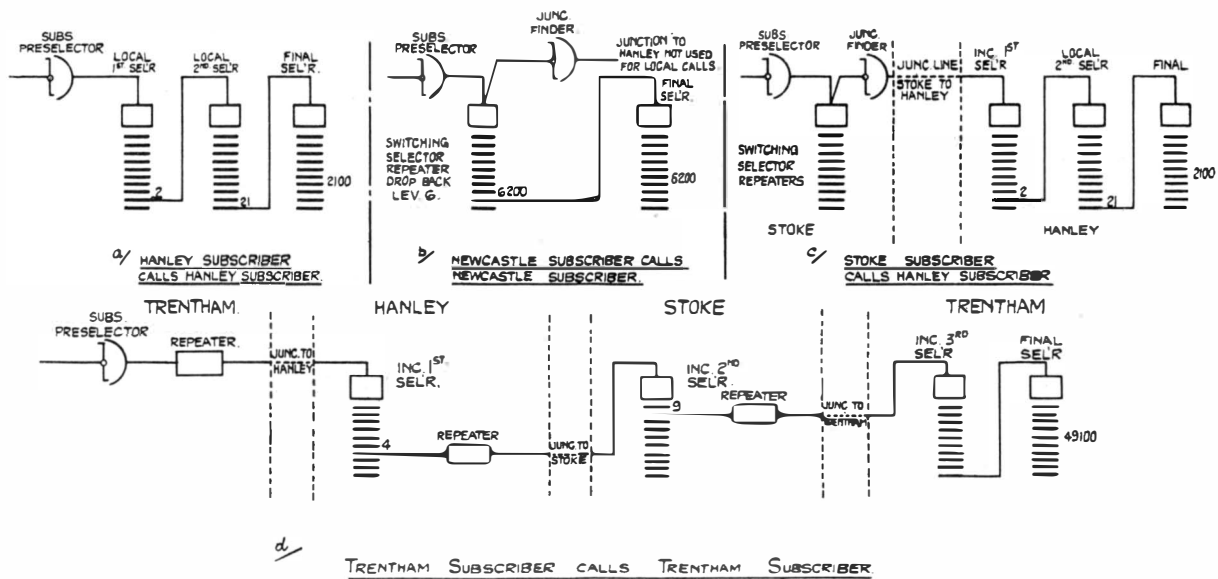 SUBS
PRESELECTOR
LOCAL
1ST SEL'R
LOCAL
2ND SEL'R
FINAL
SEL'R.
2
21
2100
a/ HANLEY SUBSCRIBER
CALLS HANLEY SUBSCRIBER.
SUBS.
PRESELECTOR
JUNC.
FINDER
JUNCTION TO
HANLEY NOT USED
FOR LOCAL CALLS
FINAL
SEL'R.
SWITCHING
SELECTOR
REPEATER
DROP BACK
LEV. 6.
6200
6200
b/ NEWCASTLE SUBSCRIBER CALLS
NEWCASTLE SUBSCRIBER.
SUBS
PRESELECTOR
JUNC.
FINDER
JUNC. LINE
STOKE TO
HANLEY
INC. 1ST
SEL'R
LOCAL
2ND SEL'R
FINAL
SWITCHING
SELECTOR
REPEATERS
2
21
2100
STOKE
HANLEY
c/ STOKE SUBSCRIBER
CALLS HANLEY SUBSCRIBER
TRENTHAM.
HANLEY
STOKE
TRENTHAM
SUBS.
PRESELECTOR
REPEATER.
JUNC. TO
HANLEY
INC. 1ST
SEL'R.
4
REPEATER
JUNC. TO
STOKE
INC. 2ND
SEL'R.
9
REPEATER
JUNC TO
TRENTHAM
INC. 3RD
SEL'R
FINAL
SEL'R
49100
d/
TRENTHAM SUBSCRIBER CALLS TRENTHAM SUBSCRIBER.